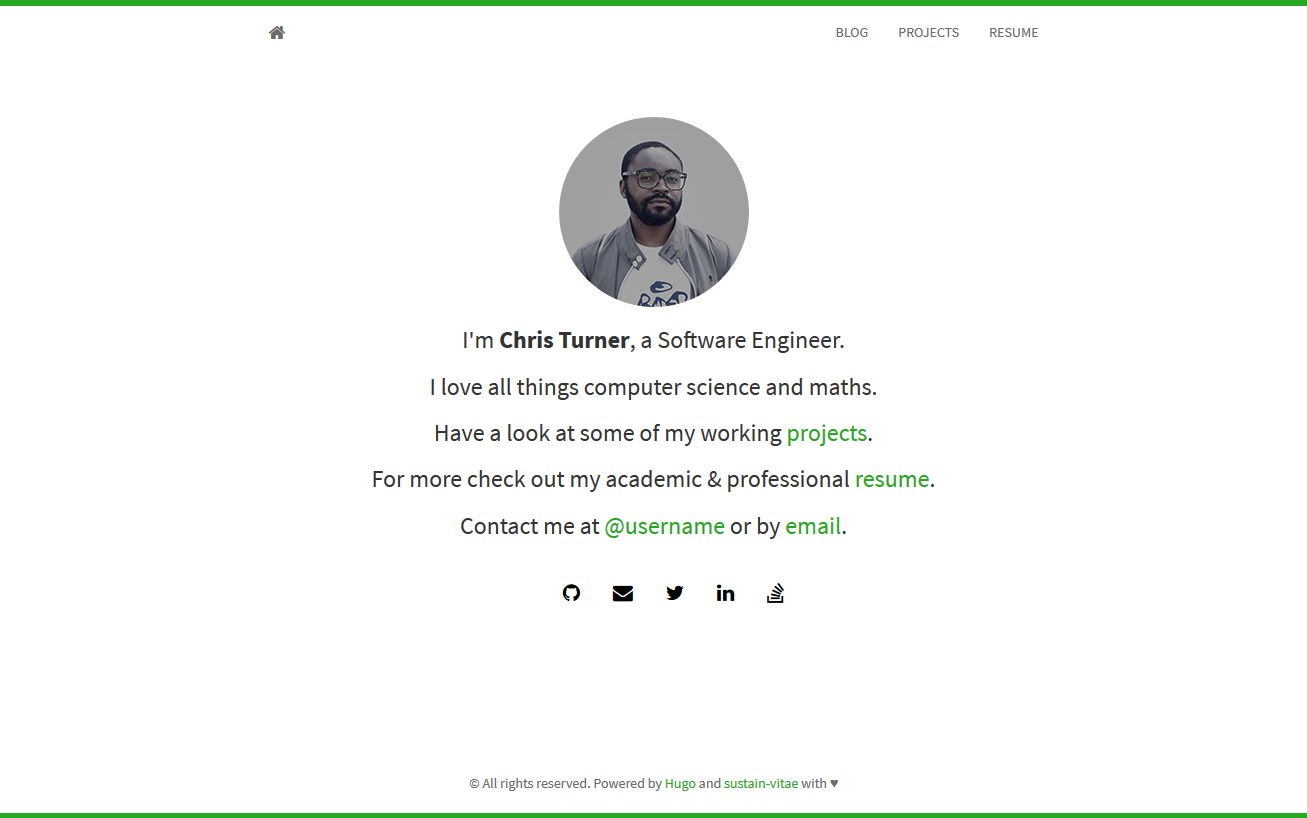 BLOG PROJECTS RESUME
I'm Chris Turner, a Software Engineer.
I love all things computer science and maths.
Have a look at some of my working projects.
For more check out my academic & professional resume.
Contact me at @username or by email.
© All rights reserved. Powered by Hugo and sustain-vitae with ♥